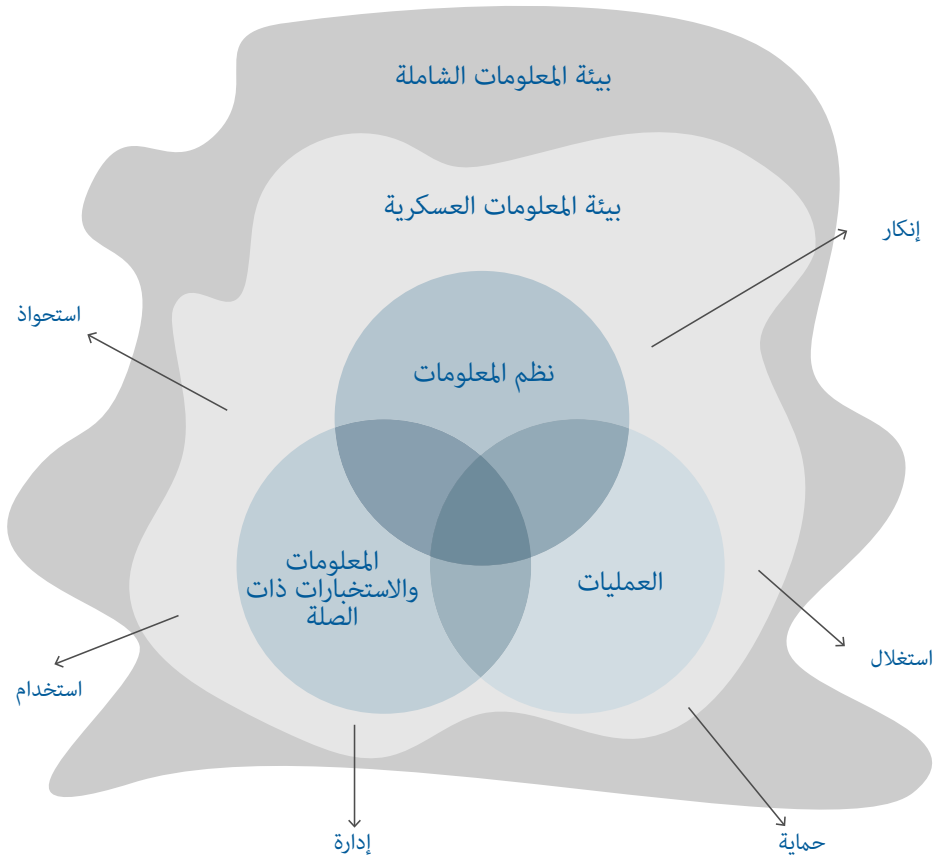 بيئة المعلومات الشاملة
بيئة المعلومات العسكرية
إنكار
استحواذ
نظم المعلومات
المعلومات
والاستخبارات ذات
الصلة
العمليات
استغلال
استخدام
إدارة
حماية